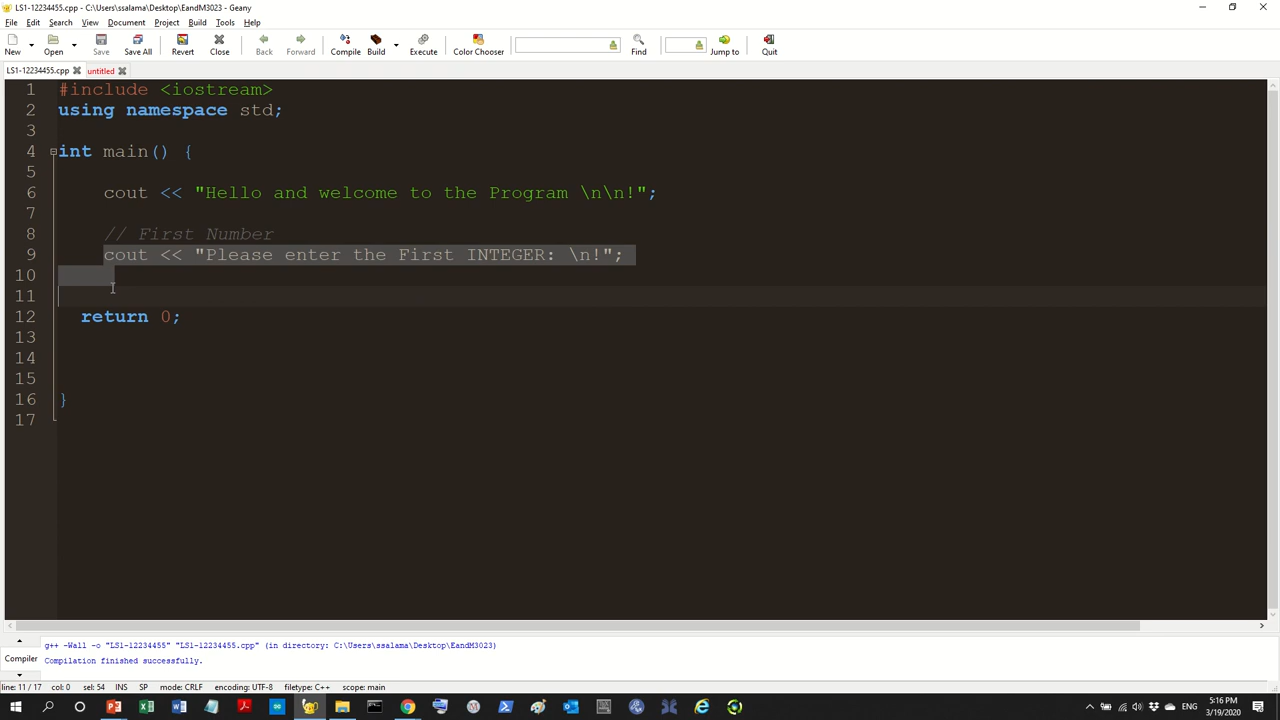 LS1-12234455.cpp - C:\Users\ssalama\Desktop\EandM3023 - Geany
File Edit Search View Document Project Build Tools Help
New Open Save Save All Revert Close Back Forward Compile Build Execute Color Chooser Find Jump to Quit
LS1-12234455.cpp untitled
1 #include <iostream>
2 using namespace std;
3
4 int main() {
5
6 cout << "Hello and welcome to the Program \n\n!";
7
8 // First Number
9 cout << "Please enter the First INTEGER: \n!";
10
11
12 return 0;
13
14
15
16 }
17
g++ -Wall -o "LS1-12234455" "LS1-12234455.cpp" (in directory: C:\Users\ssalama\Desktop\EandM3023)
Compiler Compilation finished successfully.
line: 11 / 17 col: 0 sel: 54 INS SP mode: CRLF encoding: UTF-8 filetype: C++ scope: main
5:16 PM
3/19/2020